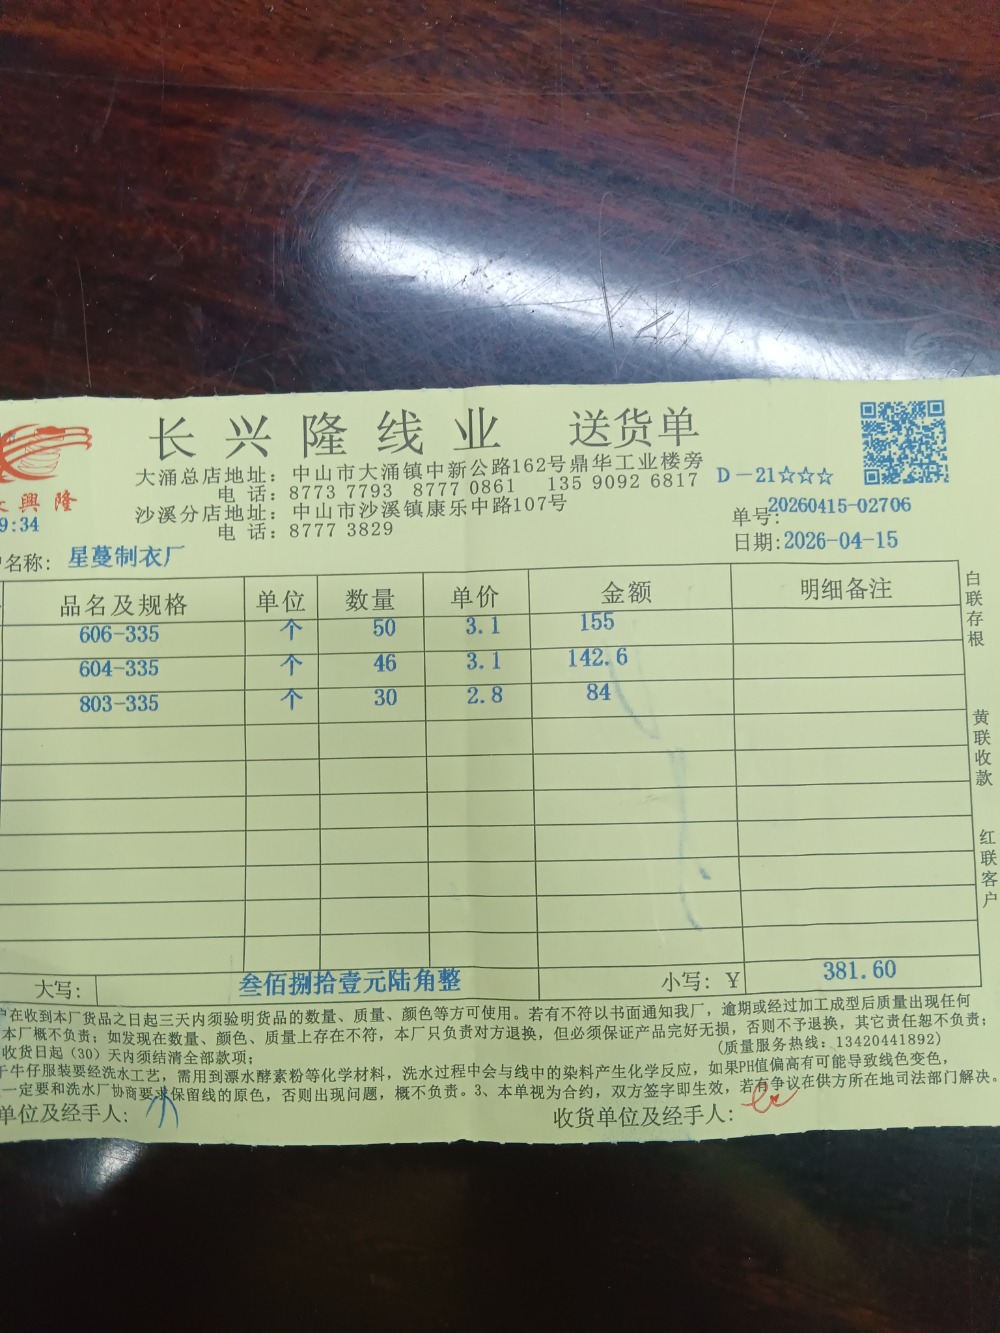 長興隆
9:34
长兴隆线业 送货单
大涌总店地址：中山市大涌镇中新公路162号鼎华工业楼旁
电 话：8773 7793 8777 0861 135 9092 6817
沙溪分店地址：中山市沙溪镇康乐中路107号
电 话：8777 3829
D－21☆☆☆
单号:20260415-02706
日期:2026-04-15
户名称: 星蔓制衣厂
品名及规格 单位 数量 单价 金额 明细备注
606-335 个 50 3.1 155
604-335 个 46 3.1 142.6
803-335 个 30 2.8 84
大写: 叁佰捌拾壹元陆角整 小写: ￥ 381.60
白联存根
黄联收款
红联客户
户在收到本厂货品之日起三天内须验明货品的数量、质量、颜色等方可使用。若有不符以书面通知我厂，逾期或经过加工成型后质量出现任何
本厂概不负责；如发现在数量、颜色、质量上存在不符，本厂只负责对方退换，但必须保证产品完好无损，否则不予退换，其它责任恕不负责；
收货日起（30）天内须结清全部款项；
(质量服务热线：13420441892)
于牛仔服装要经洗水工艺，需用到漂水酵素粉等化学材料，洗水过程中会与线中的染料产生化学反应，如果PH值偏高有可能导致线色变色，
一定要和洗水厂协商要求保留线的原色，否则出现问题，概不负责。3、本单视为合约，双方签字即生效，若有争议在供方所在地司法部门解决。
单位及经手人:
收货单位及经手人: